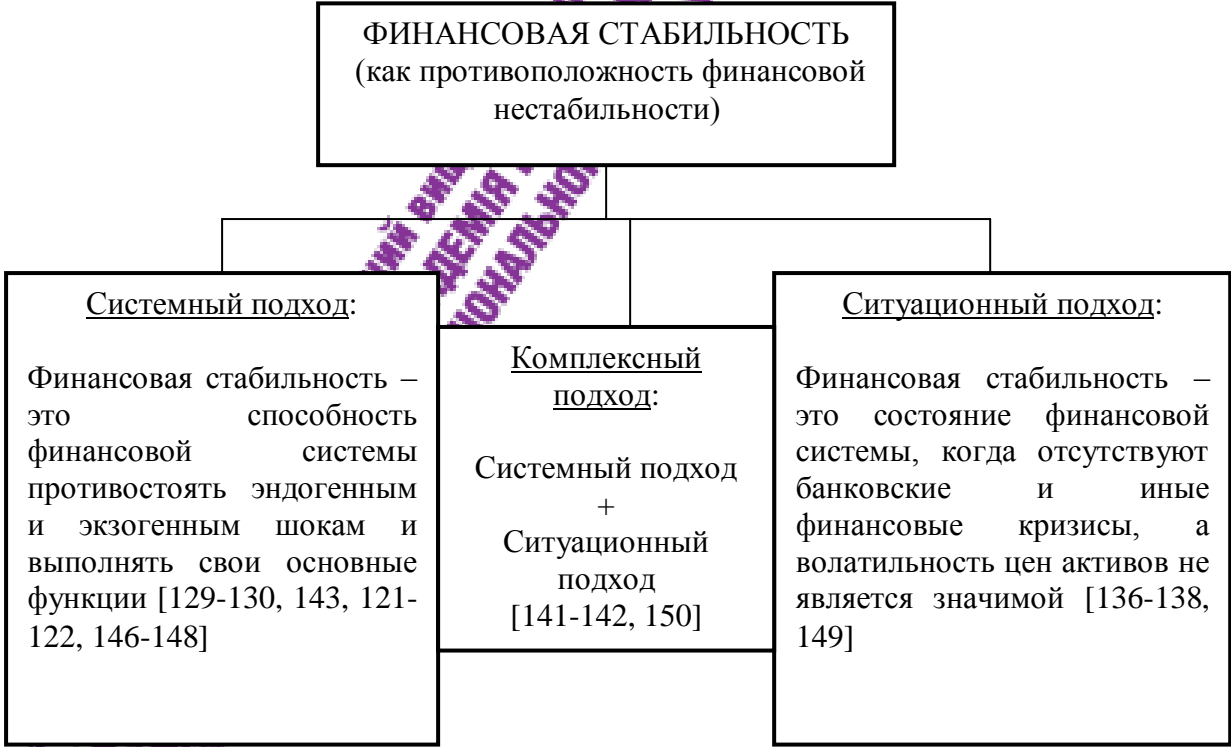 ФИНАНСОВАЯ СТАБИЛЬНОСТЬ
(как противоположность финансовой
нестабильности)
Системный подход:
Финансовая стабильность –
это способность
финансовой системы
противостоять эндогенным
и экзогенным шокам и
выполнять свои основные
функции [129-130, 143, 121-
122, 146-148]
Комплексный
подход:
Системный подход
+
Ситуационный
подход
[141-142, 150]
Ситуационный подход:
Финансовая стабильность –
это состояние финансовой
системы, когда отсутствуют
банковские и иные
финансовые кризисы, а
волатильность цен активов не
является значимой [136-138,
149]